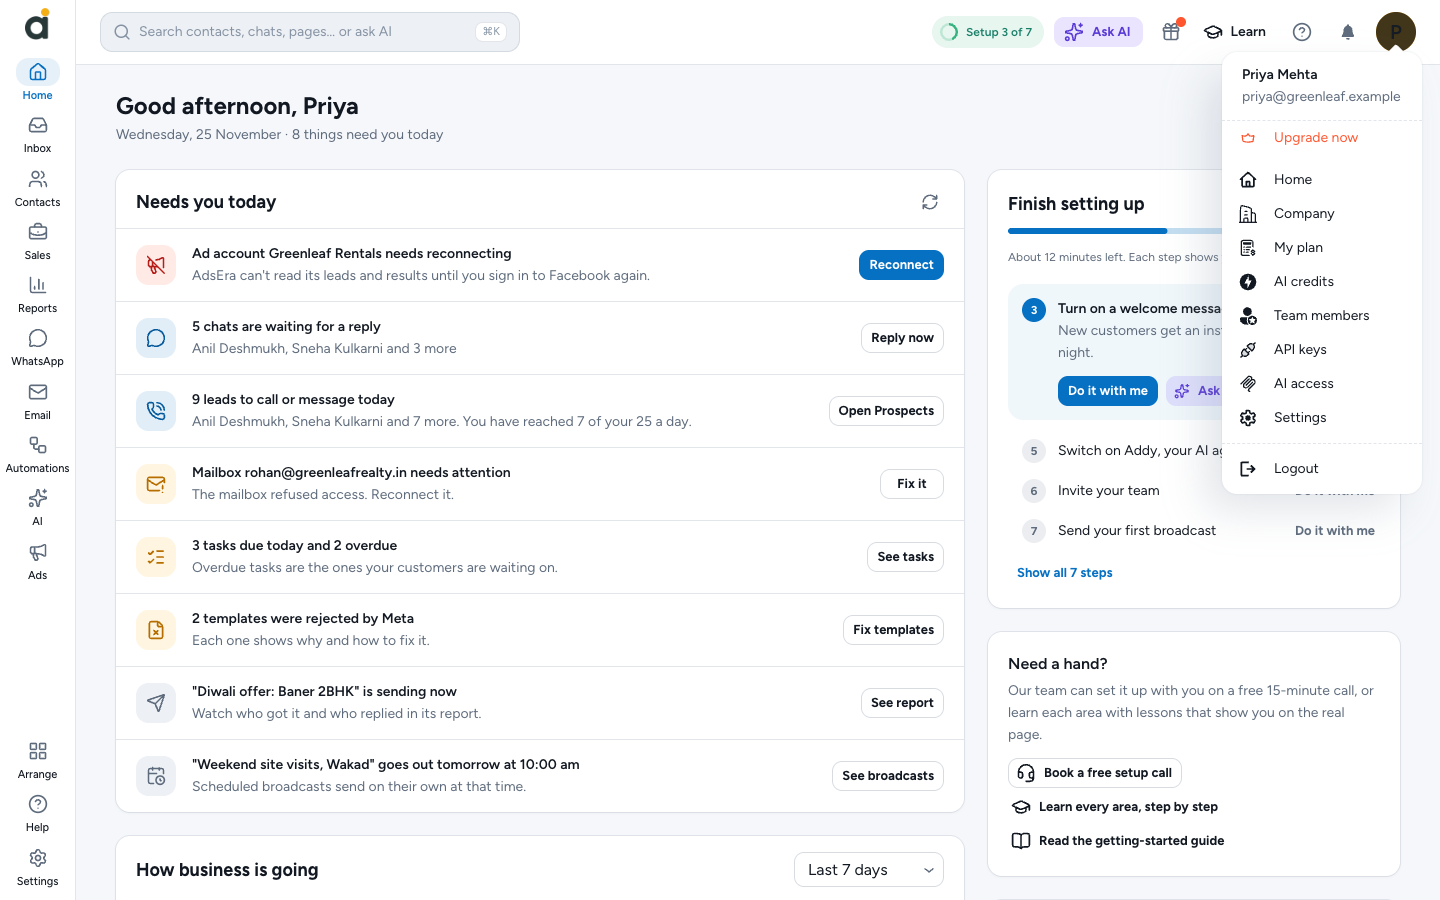 Search contacts, chats, pages... or ask AI
⌘K
Setup 3 of 7
Ask AI
Learn
P
Home
Inbox
Contacts
Sales
Reports
WhatsApp
Email
Automations
AI
Ads
Arrange
Help
Settings
Good afternoon, Priya
Wednesday, 25 November · 8 things need you today
Needs you today
Ad account Greenleaf Rentals needs reconnecting
AdsEra can't read its leads and results until you sign in to Facebook again.
Reconnect
5 chats are waiting for a reply
Anil Deshmukh, Sneha Kulkarni and 3 more
Reply now
9 leads to call or message today
Anil Deshmukh, Sneha Kulkarni and 7 more. You have reached 7 of your 25 a day.
Open Prospects
Mailbox rohan@greenleafrealty.in needs attention
The mailbox refused access. Reconnect it.
Fix it
3 tasks due today and 2 overdue
Overdue tasks are the ones your customers are waiting on.
See tasks
2 templates were rejected by Meta
Each one shows why and how to fix it.
Fix templates
"Diwali offer: Baner 2BHK" is sending now
Watch who got it and who replied in its report.
See report
"Weekend site visits, Wakad" goes out tomorrow at 10:00 am
Scheduled broadcasts send on their own at that time.
See broadcasts
How business is going
Last 7 days
Finish setting up
About 12 minutes left. Each step shows
3
Turn on a welcome
New customers get an
night.
Do it with me
Ask
5
Switch on Addy, your AI
6
Invite your team
7
Send your first broadcast
Do it with me
Show all 7 steps
Need a hand?
Our team can set it up with you on a free 15-minute call, or
learn each area with lessons that show you on the real
page.
Book a free setup call
Learn every area, step by step
Read the getting-started guide
Priya Mehta
priya@greenleaf.example
Upgrade now
Home
Company
My plan
AI credits
Team members
API keys
AI access
Settings
Logout